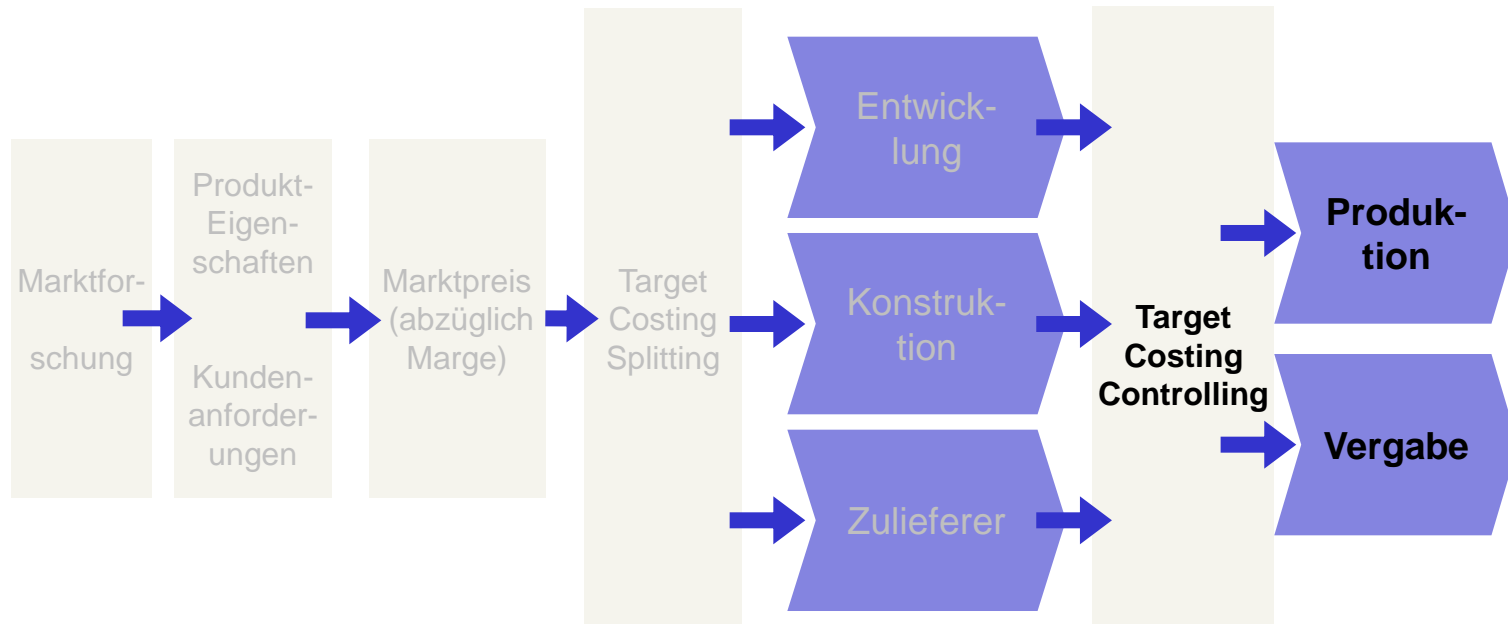 Marktfor-
schung
Produkt-
Eigen-
schaften
Kunden-
anforder-
ungen
Marktpreis
(abzüglich
Marge)
Target
Costing
Splitting
Entwick-
lung
Konstruk-
tion
Zulieferer
Target
Costing
Controlling
Produk-
tion
Vergabe